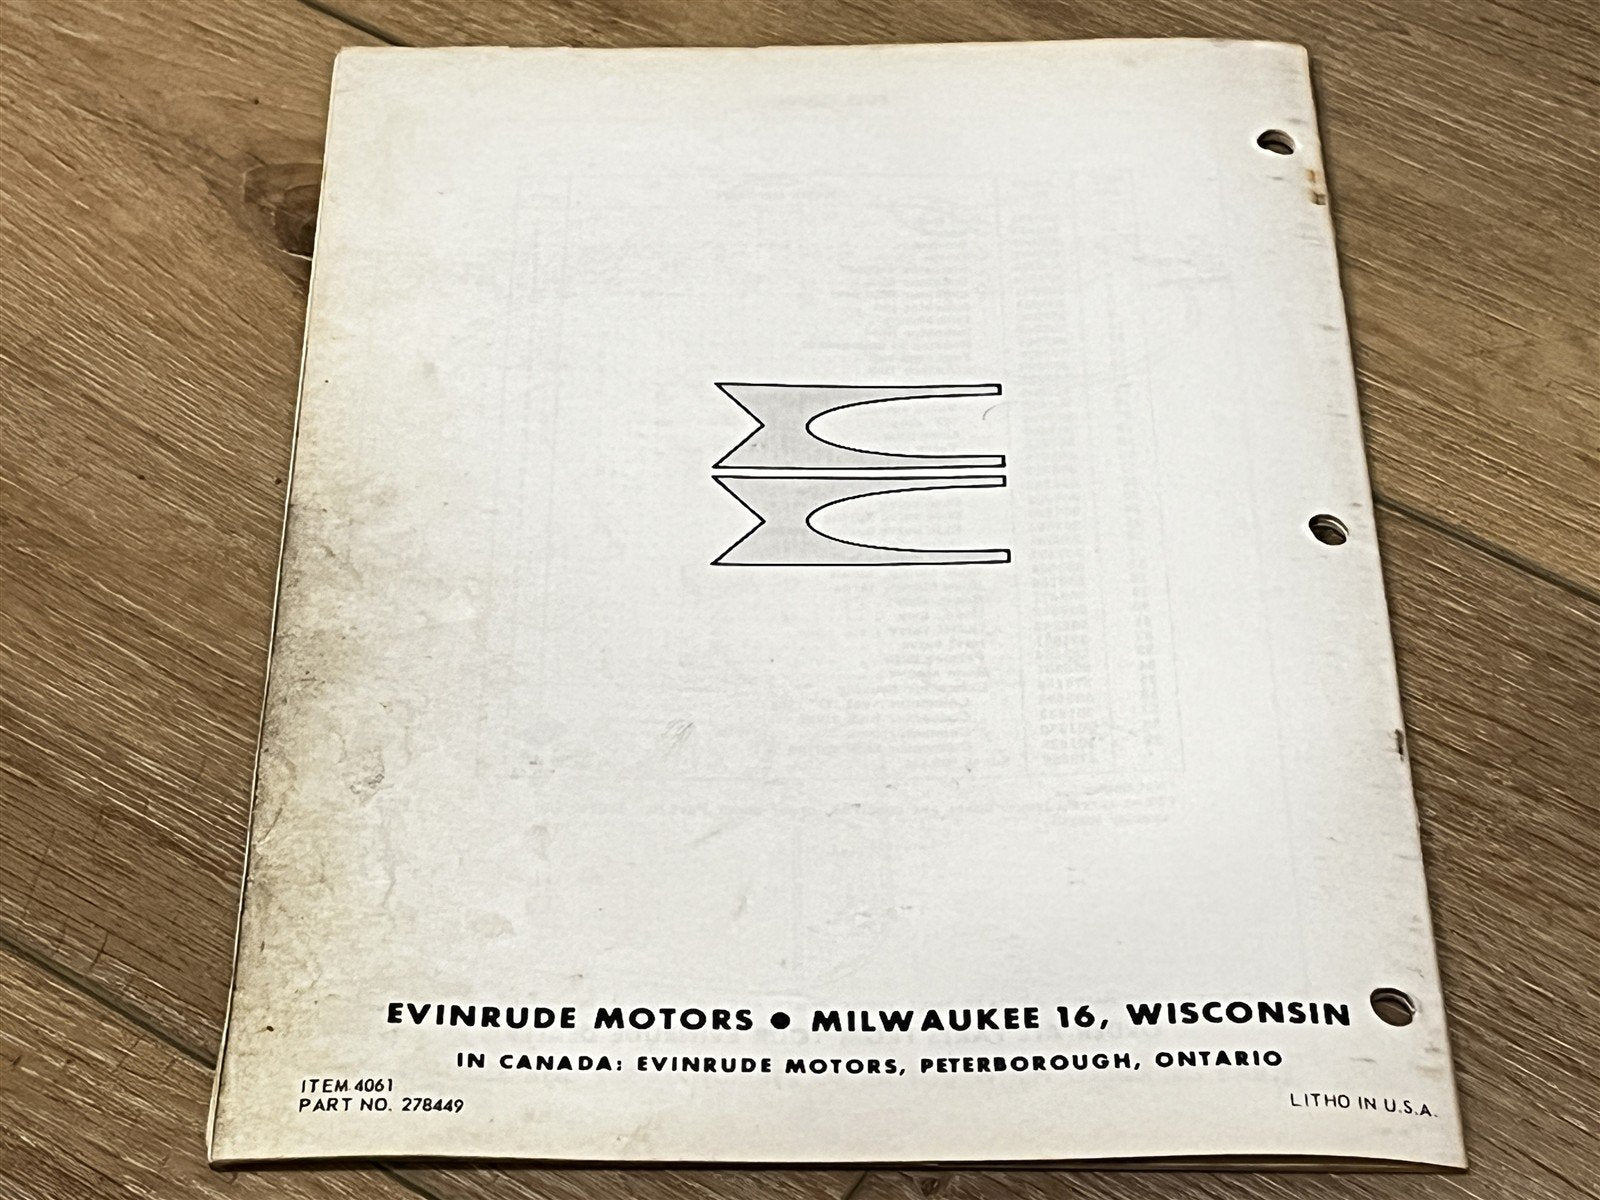 EVINRUDE MOTORS ● MILWAUKEE 16, WISCONSIN
IN CANADA: EVINRUDE MOTORS, PETERBOROUGH, ONTARIO
ITEM 4061
PART NO. 278449
LITHO IN U.S.A.